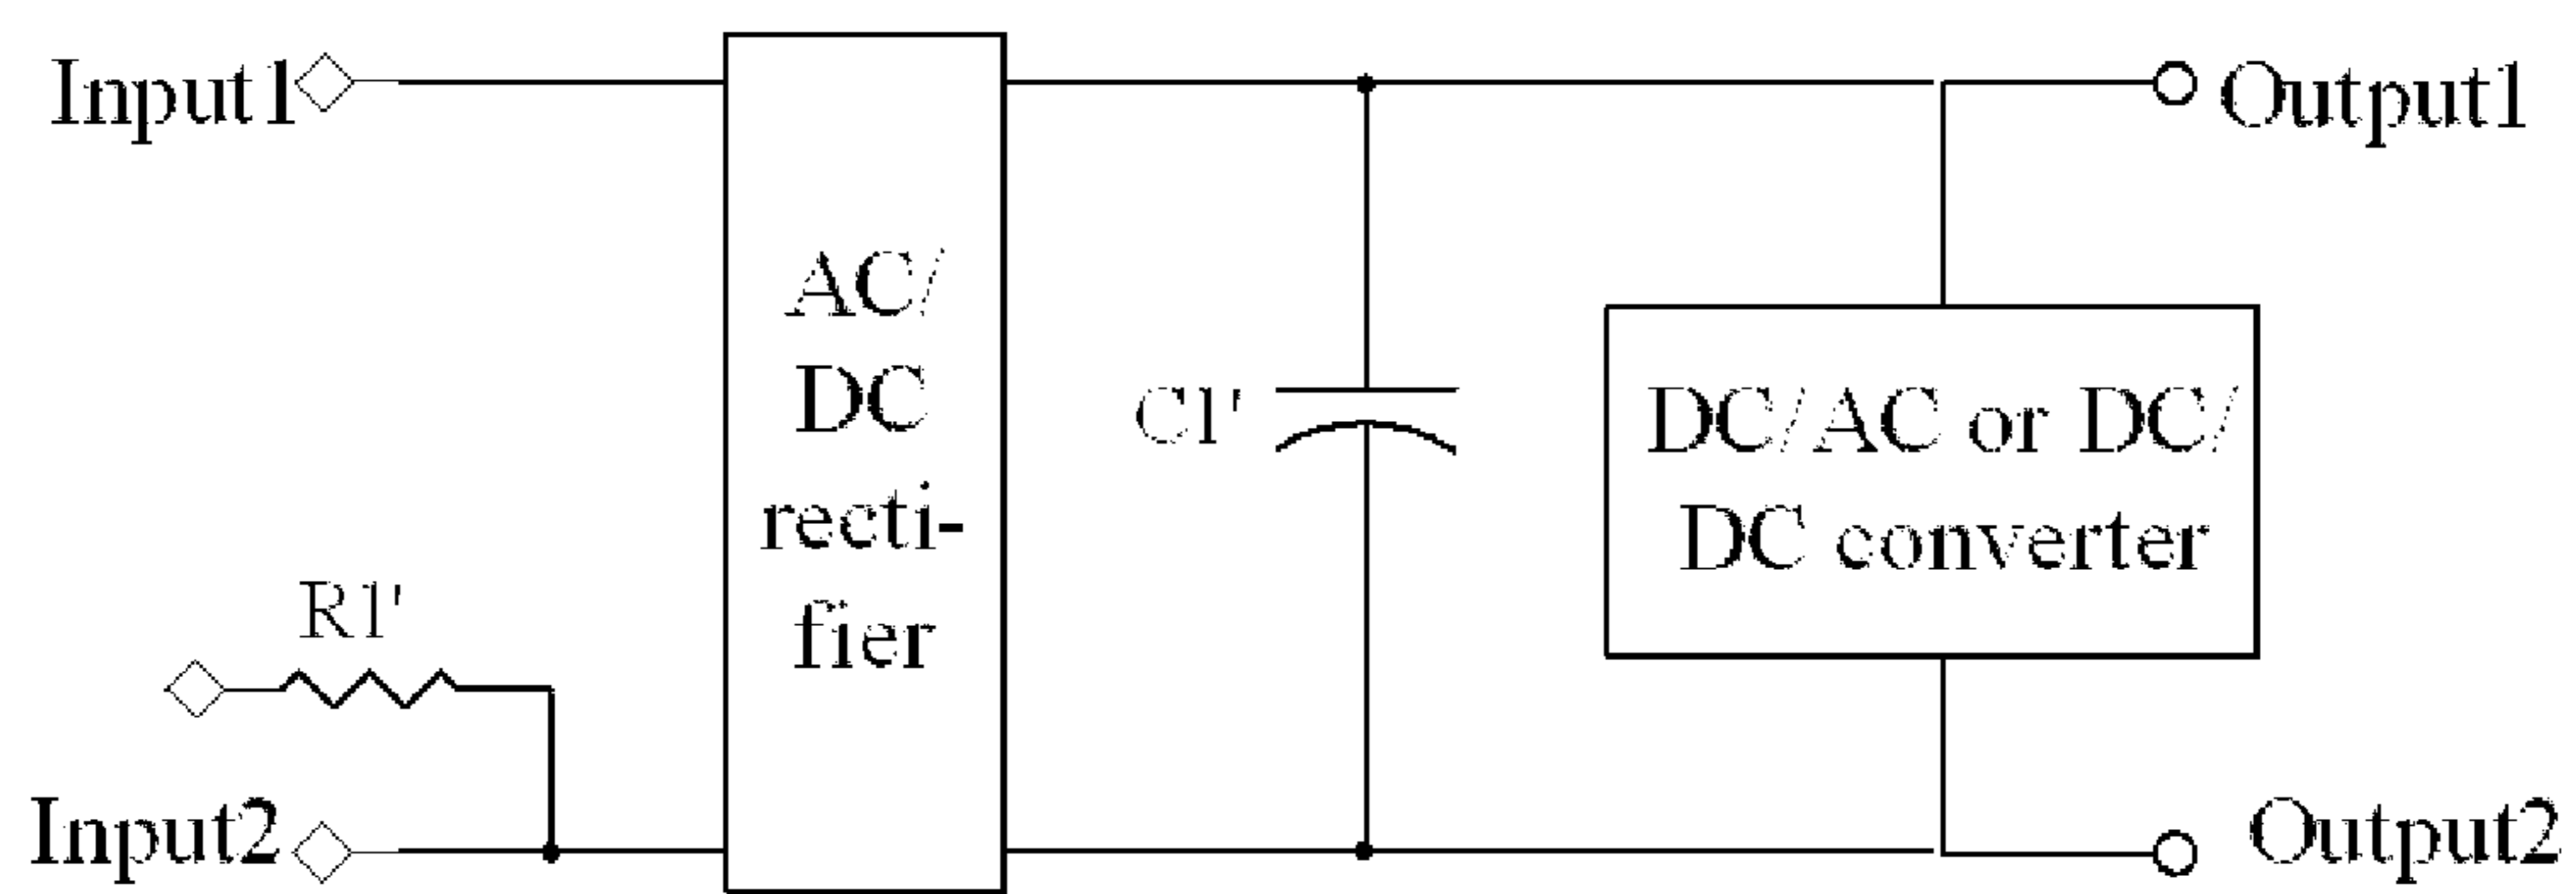 Input1
Output1
AC/
DC
recti-
fier
C1'
DC/AC or DC/
DC converter
R1'
Input2
Output2